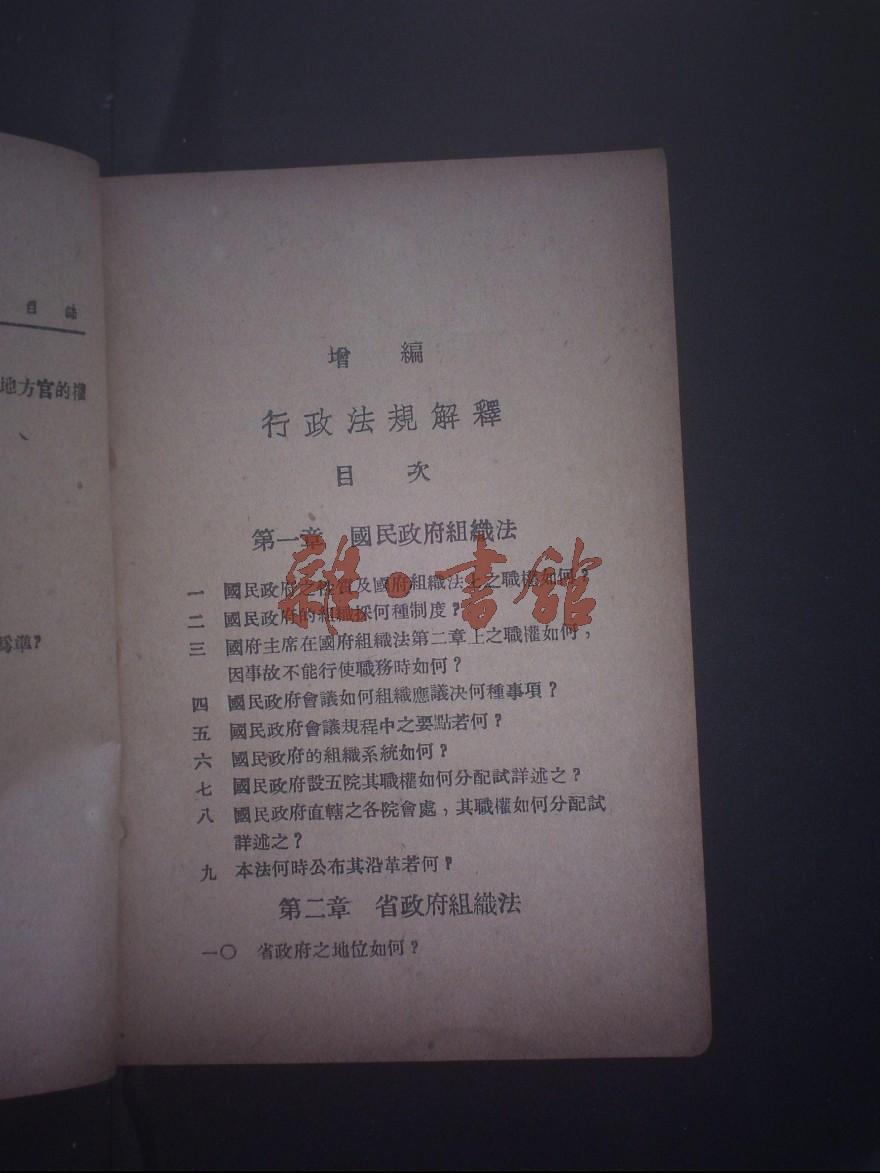 目錄
地方官的權
爲準?
增編
行政法規解釋
目次
第一章 國民政府組織法
一 國民政府之性質及國府組織法上之職權如何?
二 國民政府的組織採何種制度?
三 國府主席在國府組織法第二章上之職權如何,
因事故不能行使職務時如何?
四 國民政府會議如何組織應議決何種事項?
五 國民政府會議規程中之要點若何?
六 國民政府的組織系統如何?
七 國民政府設五院其職權如何分配試詳述之?
八 國民政府直轄之各院會處,其職權如何分配試
詳述之?
九 本法何時公布其沿革若何?
第二章 省政府組織法
一〇 省政府之地位如何?
雜·書館